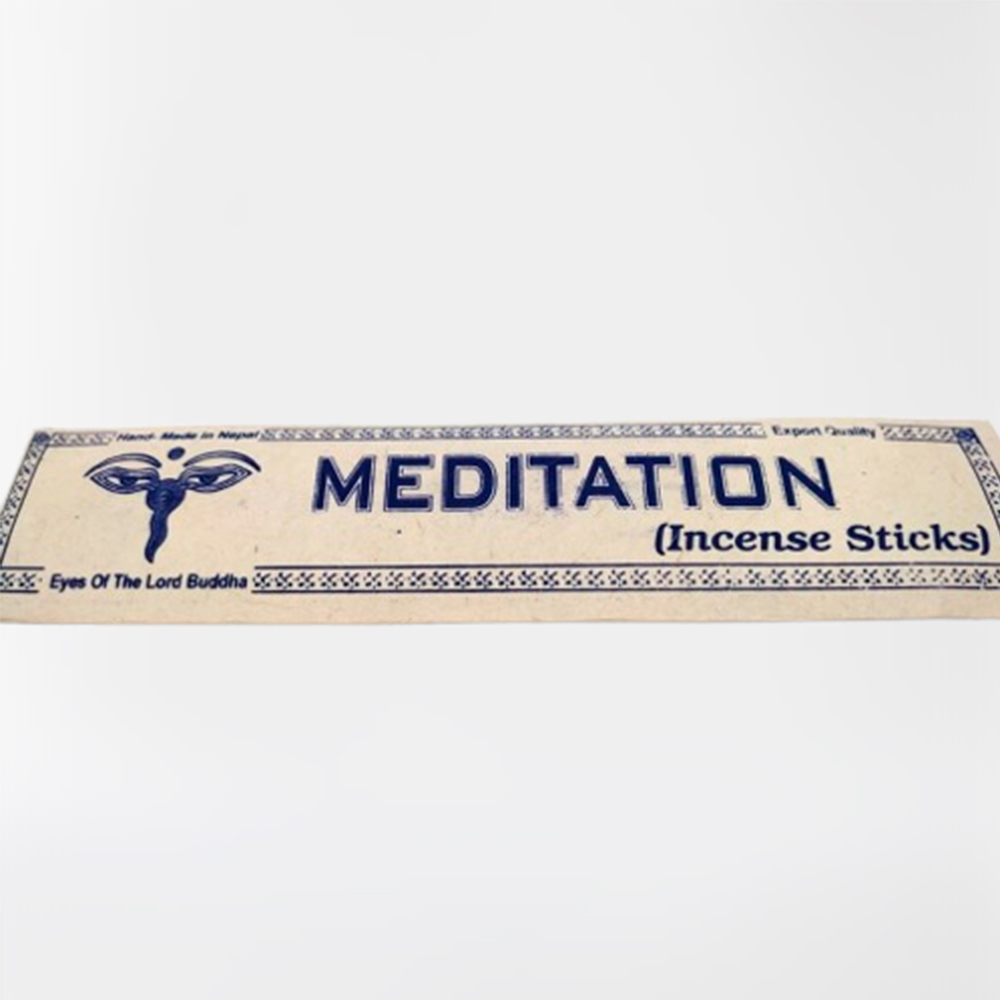 Hand- Made in Nepal
Export Quality
MEDITATION
(Incense Sticks)
Eyes Of The Lord Buddha